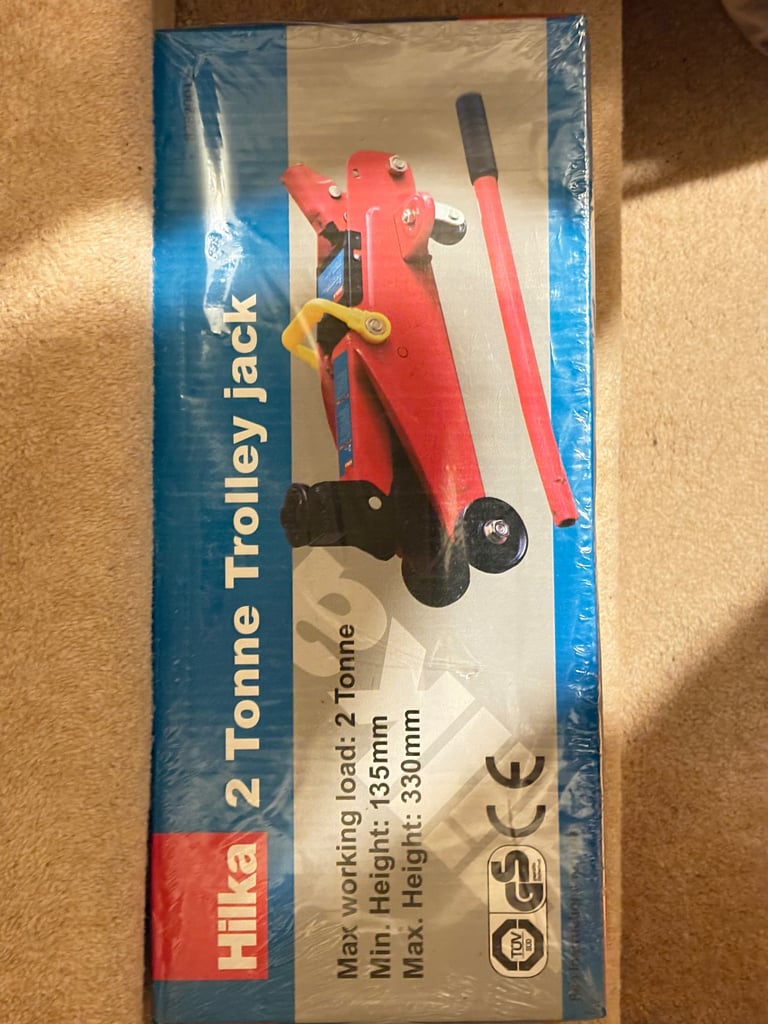 Hilka
2 Tonne Trolley jack
Max working load: 2 Tonne
Min. Height: 135mm
Max. Height: 330mm
TÜV
GS
CE